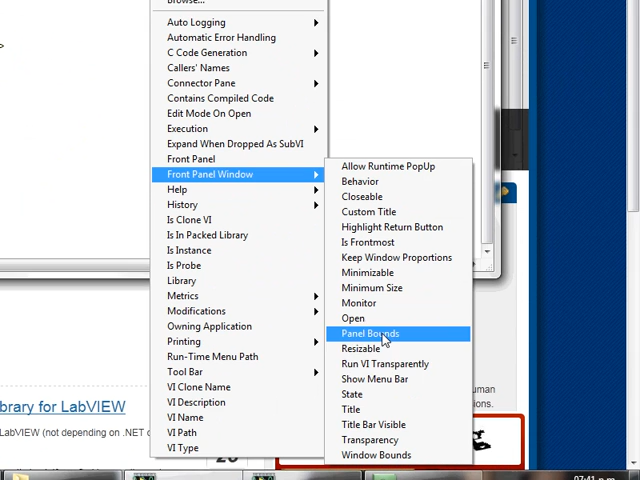 Browse...
Auto Logging
Automatic Error Handling
C Code Generation
Callers' Names
Connector Pane
Contains Compiled Code
Edit Mode On Open
Execution
Expand When Dropped As SubVI
Front Panel
Front Panel Window
Help
History
Is Clone VI
In In Packed Library
Is Instance
Is Probe
Library
Metrics
Modifications
Owning Application
Printing
Run-Time Menu Path
Tool Bar
VI Clone Name
VI Description
VI Name
VI Path
VI Type
Allow Runtime PopUp
Behavior
Closeable
Custom Title
Highlight Return Button
Is Frontmost
Keep Window Proportions
Minimizable
Minimum Size
Monitor
Open
Panel Bounds
Resizable
Run VI Transparently
Show Menu Bar
State
Title
Title Bar Visible
Transparency
Window Bounds
brary for LabVIEW
LabVIEW (not depending on .NET
uman
sions.
07:41 p.m.